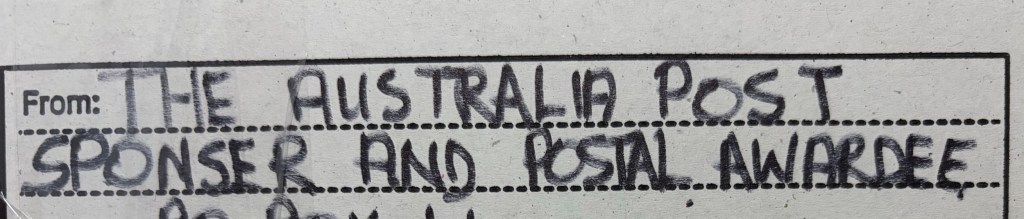 From: THE AUSTRALIA POST
SPONSER AND POSTAL AWARDEE